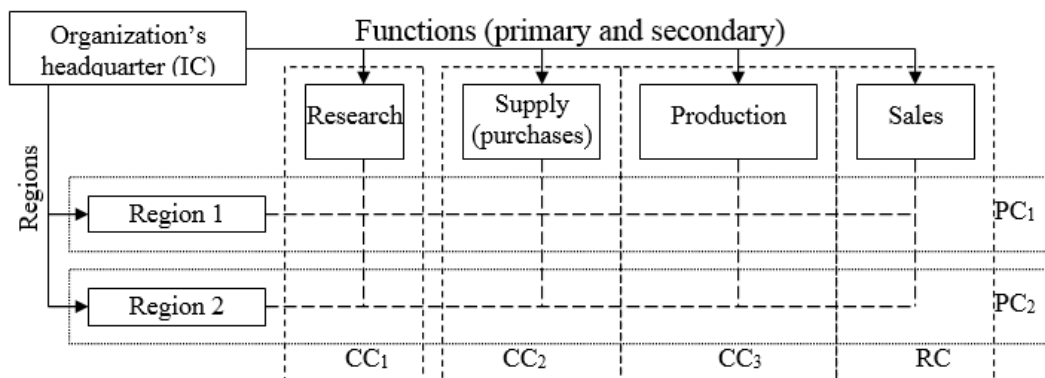 Organization's
headquarter (IC)
Functions (primary and secondary)
Research
Supply
(purchases)
Production
Sales
Regions
Region 1
PC1
Region 2
PC2
CC1
CC2
CC3
RC